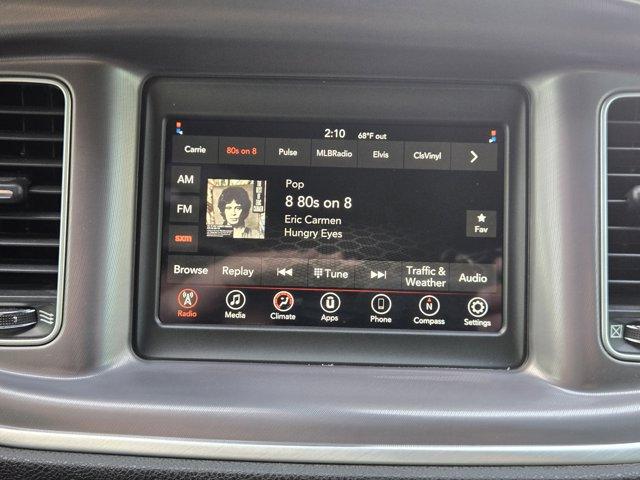 2:10 68°F out
Carrie 80s on 8 Pulse MLBRadio Elvis ClsVinyl
AM
FM
sxm
Pop
8 80s on 8
Eric Carmen
Hungry Eyes
Fav
Browse Replay Tune Traffic & Weather Audio
Radio Media Climate Apps Phone Compass Settings